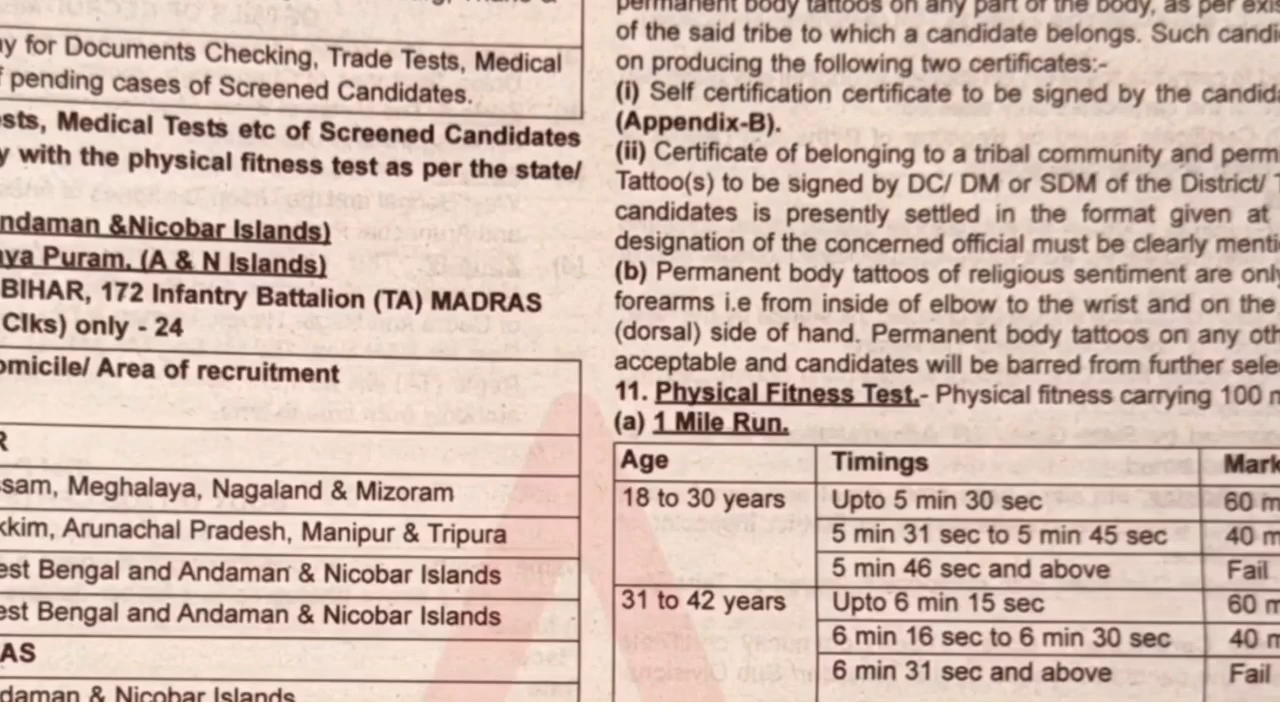 y for Documents Checking, Trade Tests, Medical
pending cases of Screened Candidates.
sts, Medical Tests etc of Screened Candidates
y with the physical fitness test as per the state/
ndaman &Nicobar Islands)
ya Puram, (A & N Islands)
BIHAR, 172 Infantry Battalion (TA) MADRAS
Clks) only - 24
omicile/ Area of recruitment
R
ssam, Meghalaya, Nagaland & Mizoram
kkim, Arunachal Pradesh, Manipur & Tripura
est Bengal and Andaman & Nicobar Islands
est Bengal and Andaman & Nicobar Islands
AS
daman & Nicobar Islands
permanent body tattoos on any part of the body, as per exis
of the said tribe to which a candidate belongs. Such candi
on producing the following two certificates:-
(i) Self certification certificate to be signed by the candida
(Appendix-B).
(ii) Certificate of belonging to a tribal community and perm
Tattoo(s) to be signed by DC/ DM or SDM of the District/ T
candidates is presently settled in the format given at
designation of the concerned official must be clearly menti
(b) Permanent body tattoos of religious sentiment are only
forearms i.e from inside of elbow to the wrist and on the
(dorsal) side of hand. Permanent body tattoos on any oth
acceptable and candidates will be barred from further sele
11. Physical Fitness Test.- Physical fitness carrying 100 m
(a) 1 Mile Run.
Age Timings Mark
18 to 30 years Upto 5 min 30 sec 60 m
5 min 31 sec to 5 min 45 sec 40 m
5 min 46 sec and above Fail
31 to 42 years Upto 6 min 15 sec 60 m
6 min 16 sec to 6 min 30 sec 40 m
6 min 31 sec and above Fail